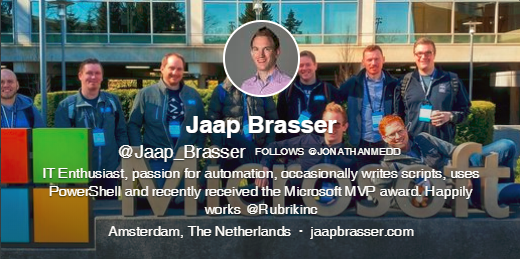 Jaap Brasser
@Jaap_Brasser FOLLOWS @JONATHANMEDD
IT Enthusiast, passion for automation, occasionally writes scripts, uses
PowerShell and recently received the Microsoft MVP award. Happily
works @Rubrikinc
Amsterdam, The Netherlands · jaapbrasser.com
Microsoft